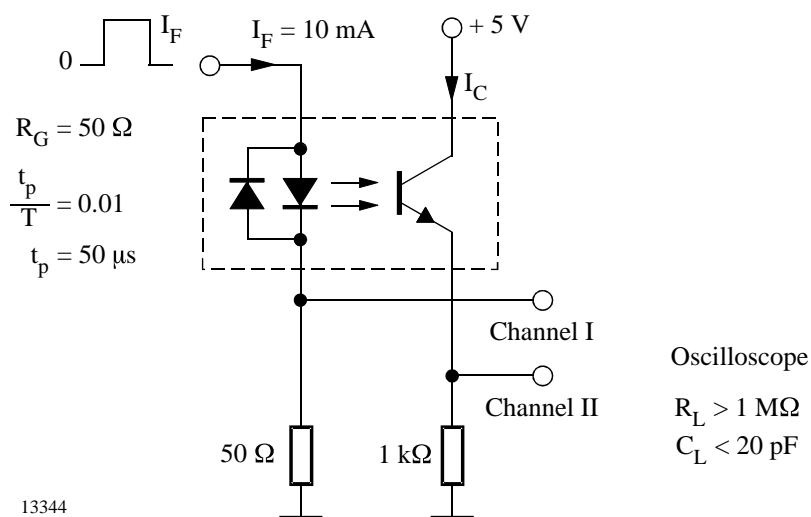 I_F
I_F = 10 mA
+ 5 V
0
I_C
R_G = 50 Ω
t_p
T
= 0.01
t_p = 50 μs
Channel I
Channel II
Oscilloscope
R_L > 1 MΩ
C_L < 20 pF
50 Ω
1 kΩ
13344